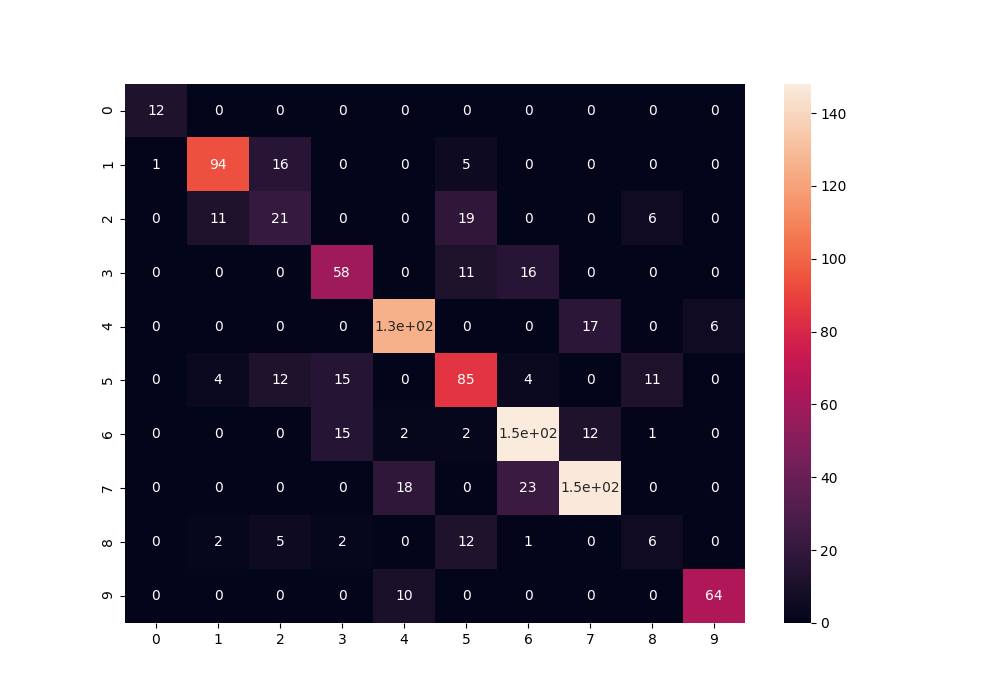 0 12 0 0 0 0 0 0 0 0 0
1 1 94 16 0 0 5 0 0 0 0
2 0 11 21 0 0 19 0 0 6 0
3 0 0 0 58 0 11 16 0 0 0
4 0 0 0 0 1.3e+02 0 0 17 0 6
5 0 4 12 15 0 85 4 0 11 0
6 0 0 0 15 2 2 1.5e+02 12 1 0
7 0 0 0 0 18 0 23 1.5e+02 0 0
8 0 2 5 2 0 12 1 0 6 0
9 0 0 0 0 10 0 0 0 0 64
0 1 2 3 4 5 6 7 8 9
140
120
100
80
60
40
20
0